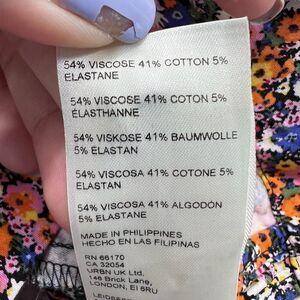 54% VISCOSE 41% COTTON 5%
ELASTANE
54% VISCOSE 41% COTON 5%
ÉLASTHANNE
54% VISKOSE 41% BAUMWOLLE
5% ELASTAN
54% VISCOSA 41% COTONE 5%
ELASTAN
54% VISCOSA 41% ALGODÓN
5% ELASTANE
MADE IN PHILIPPINES
HECHO EN LAS FILIPINAS
RN 66170
CA 32054
URBN UK Ltd.
146 Brick Lane,
LONDON, E1 6RU